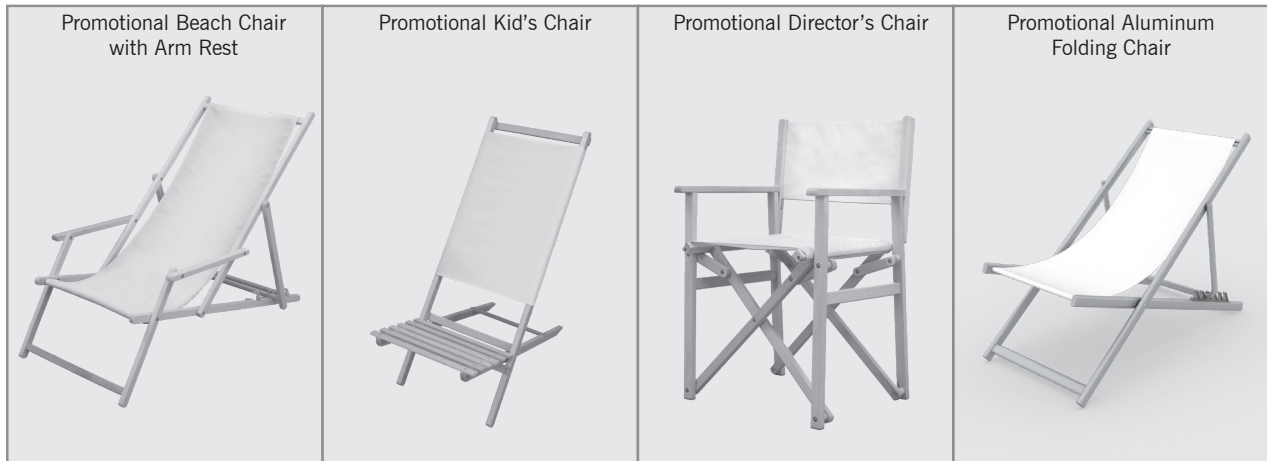 Promotional Beach Chair
with Arm Rest
Promotional Kid’s Chair
Promotional Director’s Chair
Promotional Aluminum
Folding Chair